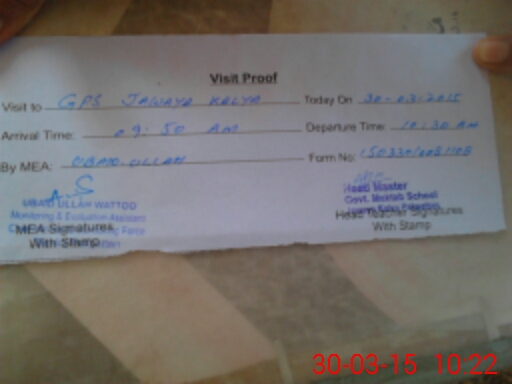 Visit Proof
Visit to GPS JAWAYA KALYA Today On 30-03-2015
Arrival Time: 09:50 AM Departure Time: 10:30 AM
By MEA: UBAID.ULLAH Form No:
UBAID ULLAH WATTOO
Monitoring & Evaluation Assistant
Head Master
Govt. Maktab School
MEA Signatures
With Stamp
Head Teacher Signatures
With Stamp
30-03-15 10:22